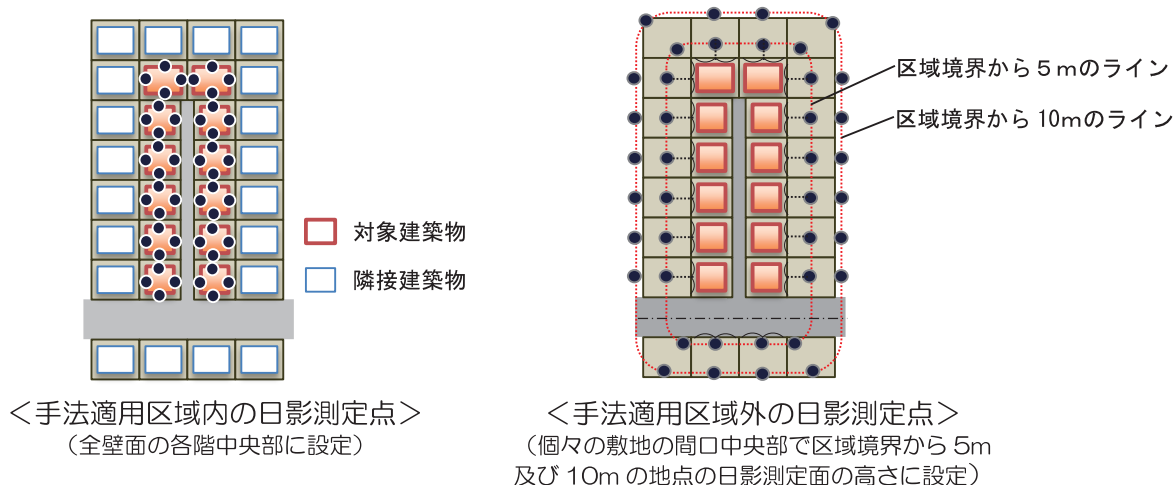 区域境界から５ｍのライン
区域境界から 10ｍのライン
対象建築物
隣接建築物
＜手法適用区域内の日影測定点＞
（全壁面の各階中央部に設定）
＜手法適用区域外の日影測定点＞
（個々の敷地の間口中央部で区域境界から 5m
及び 10m の地点の日影測定面の高さに設定）